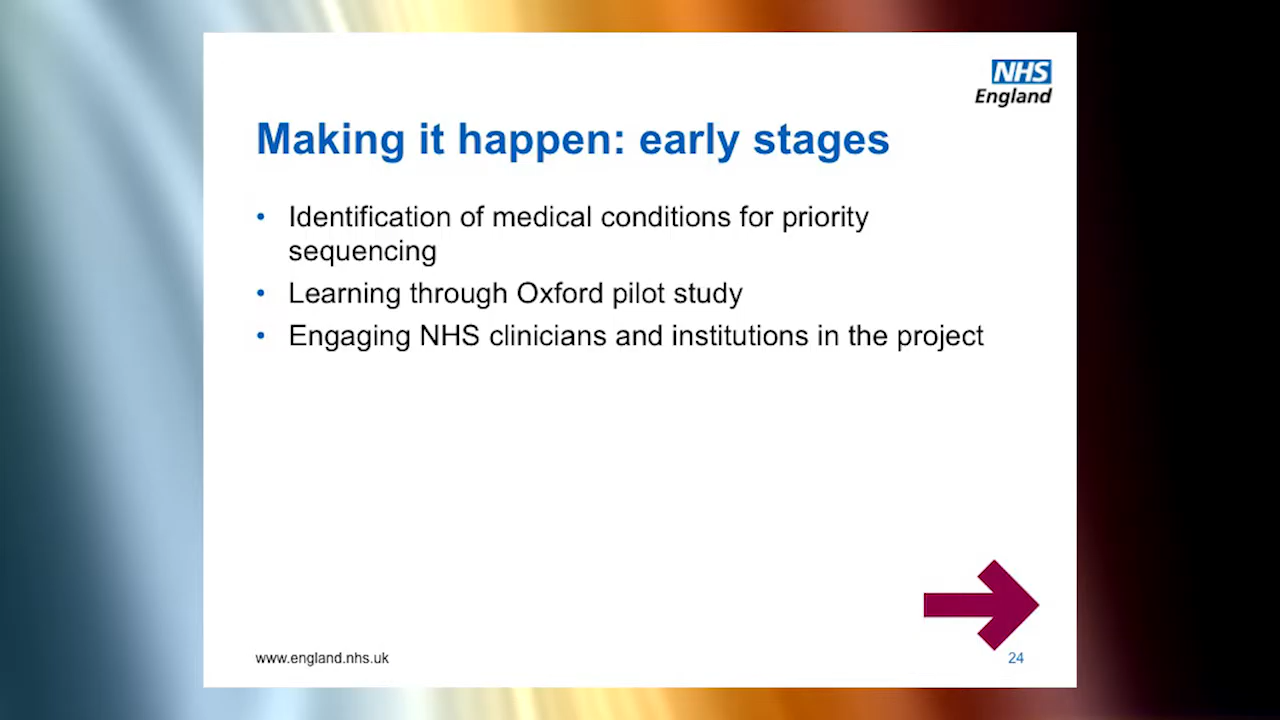 NHS
England
Making it happen: early stages
• Identification of medical conditions for priority
sequencing
• Learning through Oxford pilot study
• Engaging NHS clinicians and institutions in the project
www.england.nhs.uk
24